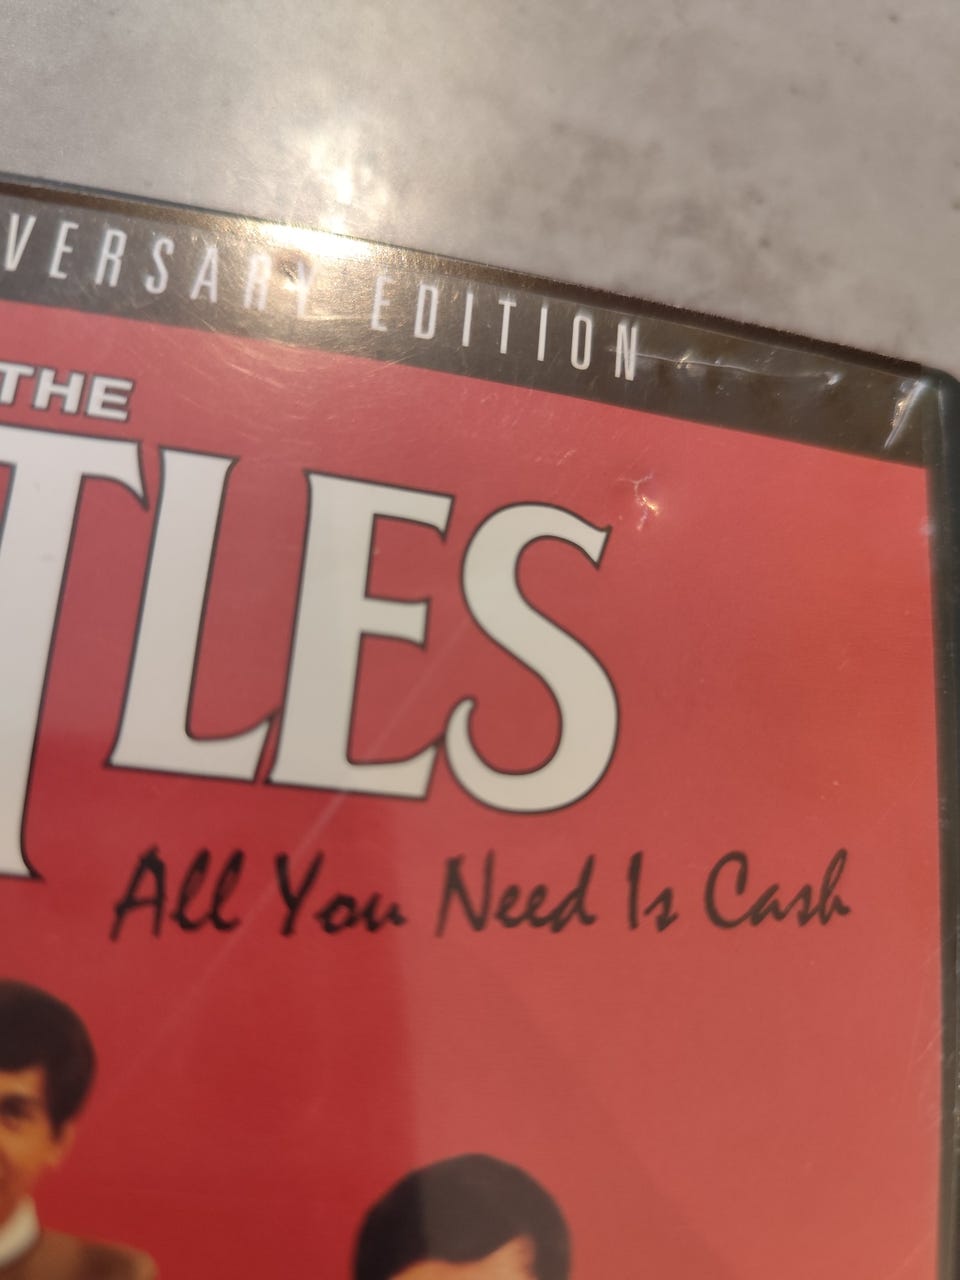 VERSARY EDITION
THE
TLES
All You Need Is Cash